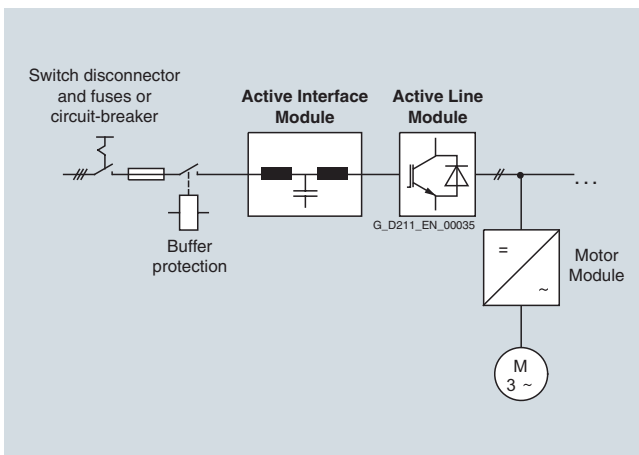 Switch disconnector
and fuses or
circuit-breaker
Active Interface
Module
Active Line
Module
G_D211_EN_00035
Buffer
protection
...
=
~
Motor
Module
M
3 ~